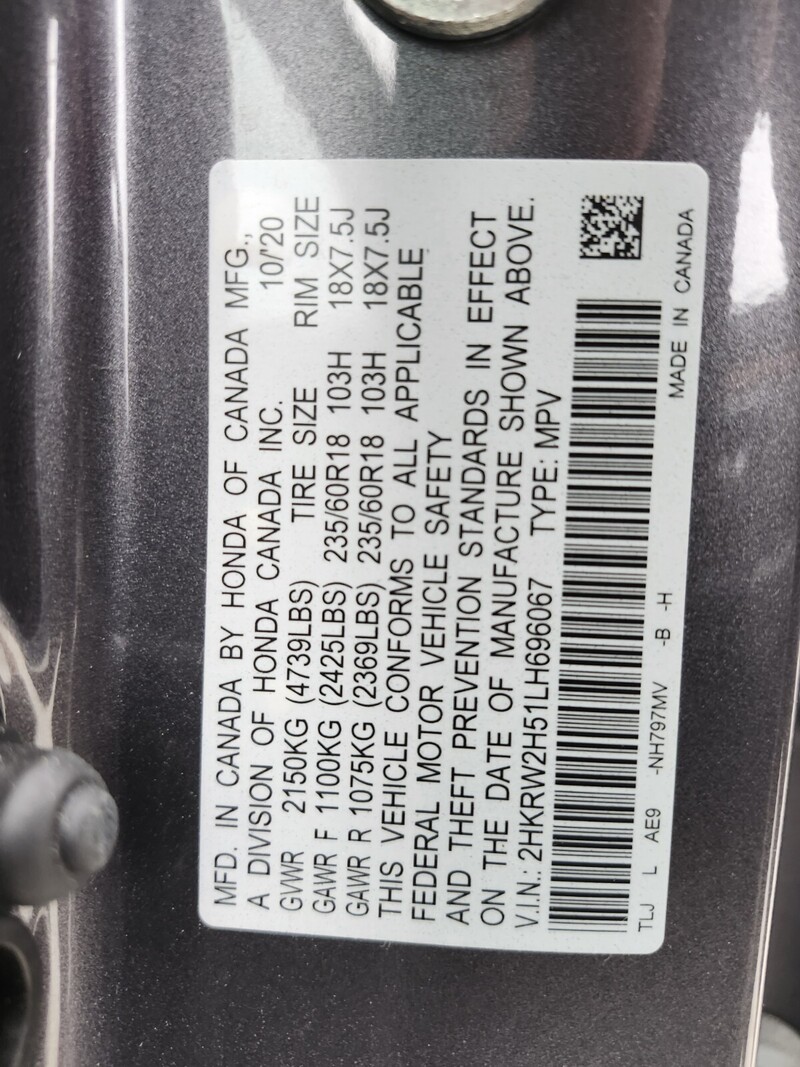 MFD. IN CANADA BY HONDA OF CANADA MFG.,
A DIVISION OF HONDA CANADA INC. 10/'20
GVWR 2150KG (4739LBS) TIRE SIZE RIM SIZE
GAWR F 1100KG (2425LBS) 235/60R18 103H 18X7.5J
GAWR R 1075KG (2369LBS) 235/60R18 103H 18X7.5J
THIS VEHICLE CONFORMS TO ALL APPLICABLE
FEDERAL MOTOR VEHICLE SAFETY
AND THEFT PREVENTION STANDARDS IN EFFECT
ON THE DATE OF MANUFACTURE SHOWN ABOVE.
V.I.N.: 2HKRW2H51LH696067 TYPE: MPV
TLJ L AE9 -NH797MV -B -H MADE IN CANADA